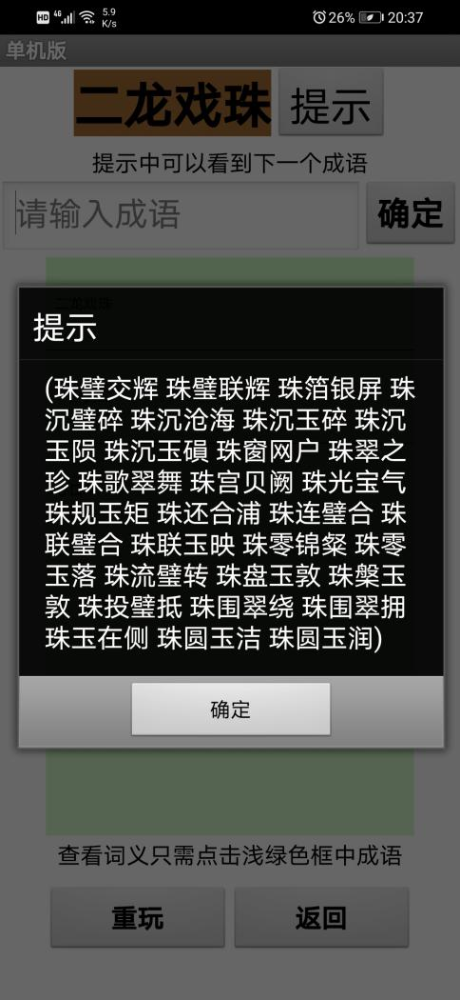 HD 4G 5.9 K/s 26% 20:37
单机版
二龙戏珠 提示
提示中可以看到下一个成语
请输入成语 确定
二龙戏珠
提示
(珠璧交辉 珠璧联辉 珠箔银屏 珠
沉璧碎 珠沉沧海 珠沉玉碎 珠沉
玉陨 珠沉玉磒 珠窗网户 珠翠之
珍 珠歌翠舞 珠宫贝阙 珠光宝气
珠规玉矩 珠还合浦 珠连璧合 珠
联璧合 珠联玉映 珠零锦粲 珠零
玉落 珠流璧转 珠盘玉敦 珠槃玉
敦 珠投璧抵 珠围翠绕 珠围翠拥
珠玉在侧 珠圆玉洁 珠圆玉润)
确定
查看词义只需点击浅绿色框中成语
重玩 返回